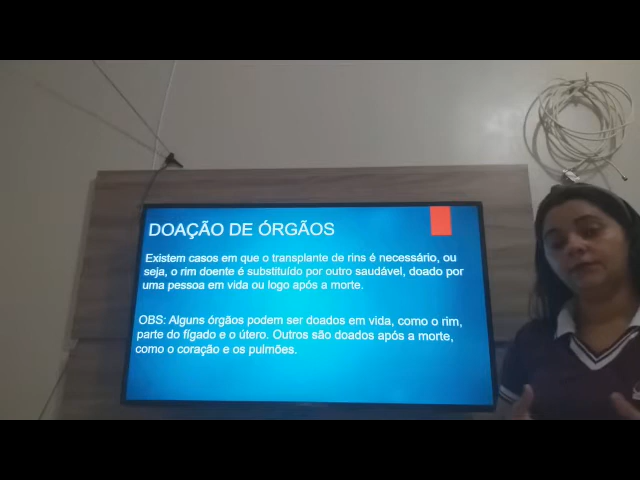 DOAÇÃO DE ÓRGÃOS
Existem casos em que o transplante de rins é necessário, ou
seja, o rim doente é substituído por outro saudável, doado por
uma pessoa em vida ou logo após a morte.
OBS: Alguns órgãos podem ser doados em vida, como o rim,
parte do fígado e o útero. Outros são doados após a morte,
como o coração e os pulmões.